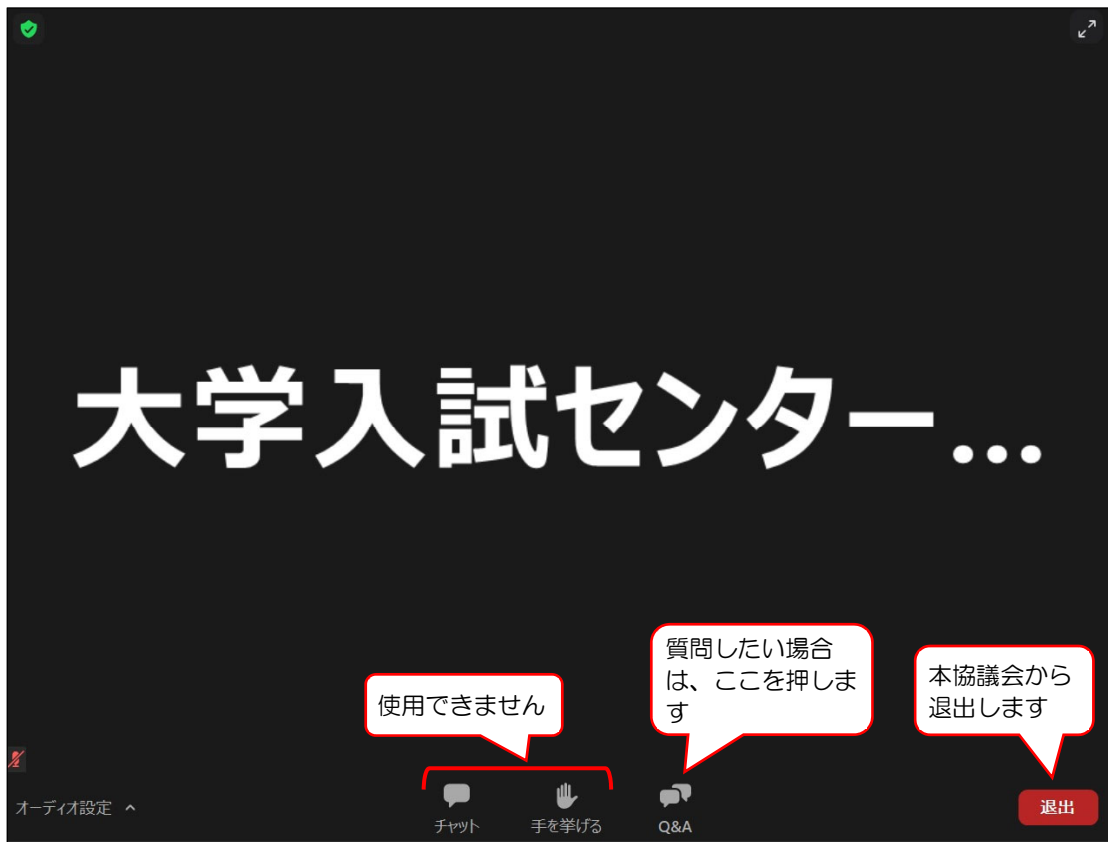 大学入試センター...
質問したい場合
は、ここを押しま
す
本協議会から
退出します
使用できません
オーディオ設定
チャット
手を挙げる
Q&A
退出